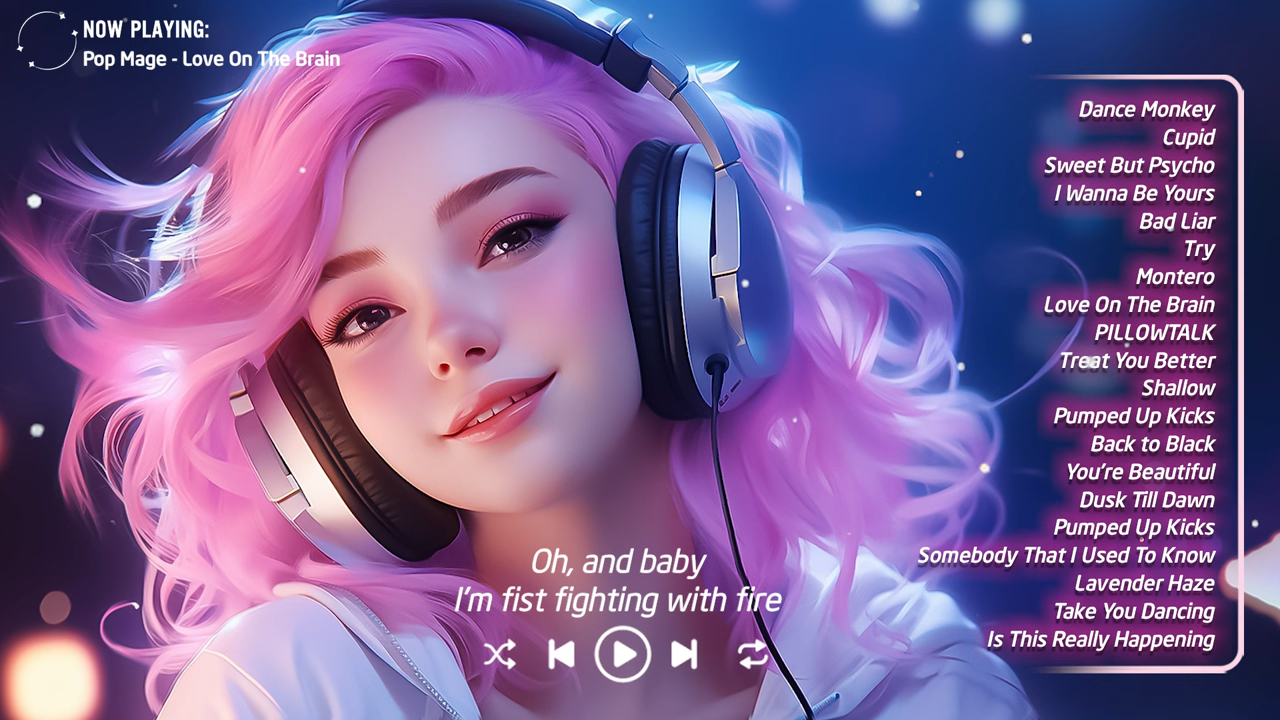 NOW PLAYING:
Pop Mage - Love On The Brain
Dance Monkey
Cupid
Sweet But Psycho
I Wanna Be Yours
Bad Liar
Try
Montero
Love On The Brain
PILLOWTALK
Treat You Better
Shallow
Pumped Up Kicks
Back to Black
You're Beautiful
Dusk Till Dawn
Pumped Up Kicks
Somebody That I Used To Know
Lavender Haze
Take You Dancing
Is This Really Happening
Oh, and baby
I'm fist fighting with fire